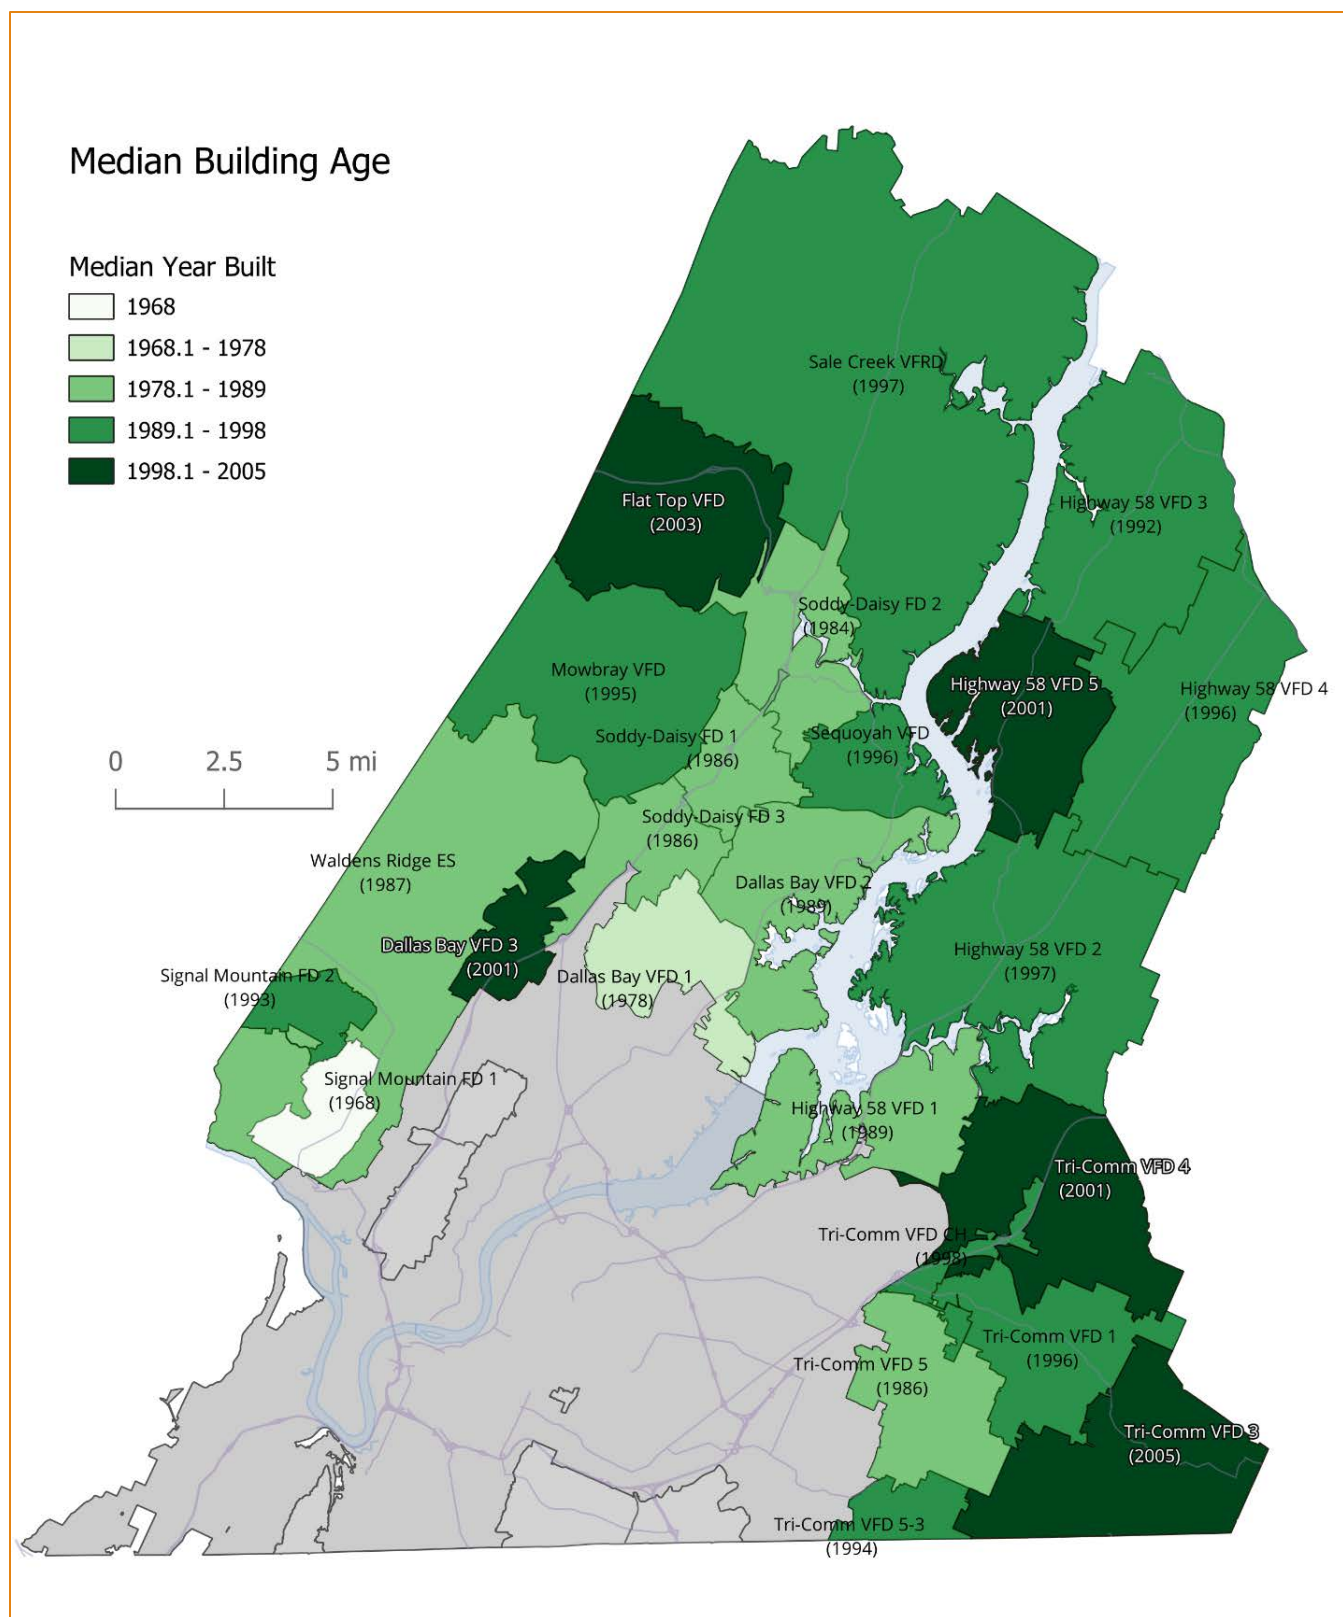 Median Building Age
Median Year Built
1968
1968.1 - 1978
1978.1 - 1989
1989.1 - 1998
1998.1 - 2005
0 2.5 5 mi
Sale Creek VFRD
(1997)
Flat Top VFD
(2003)
Highway 58 VFD 3
(1992)
Soddy-Daisy FD 2
(1984)
Mowbray VFD
(1995)
Highway 58 VFD 5
(2001)
Highway 58 VFD 4
(1996)
Soddy-Daisy FD 1
(1986)
Sequoyah VFD
(1996)
Soddy-Daisy FD 3
(1986)
Waldens Ridge ES
(1987)
Dallas Bay VFD 2
(1989)
Dallas Bay VFD 3
(2001)
Highway 58 VFD 2
(1997)
Signal Mountain FD 2
(1993)
Dallas Bay VFD 1
(1978)
Signal Mountain FD 1
(1968)
Highway 58 VFD 1
(1989)
Tri-Comm VFD 4
(2001)
Tri-Comm VFD CH
(1998)
Tri-Comm VFD 1
(1996)
Tri-Comm VFD 5
(1986)
Tri-Comm VFD 3
(2005)
Tri-Comm VFD 5-3
(1994)